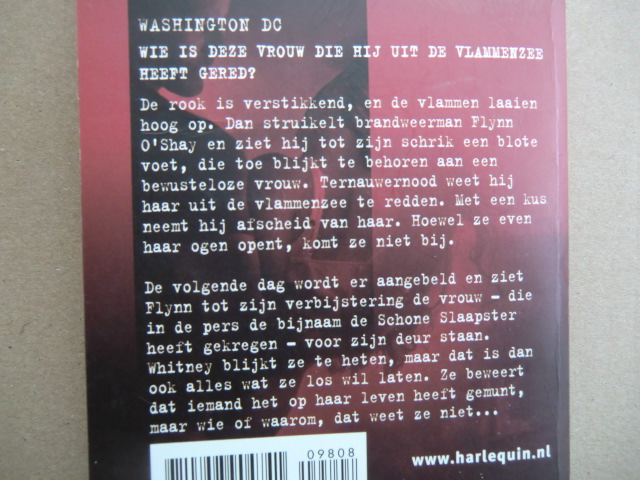 WASHINGTON DC
WIE IS DEZE VROUW DIE HIJ UIT DE VLAMMENZEE
HEEFT GERED?
De rook is verstikkend, en de vlammen laaien
hoog op. Dan struikelt brandweerman Flynn
O'Shay en ziet hij tot zijn schrik een blote
voet, die toe blijkt te behoren aan een
bewusteloze vrouw. Ternauwernood weet hij
haar uit de vlammenzee te redden. Met een kus
neemt hij afscheid van haar. Hoewel ze even
haar ogen opent, komt ze niet bij.
De volgende dag wordt er aangebeld en ziet
Flynn tot zijn verbijstering de vrouw – die
in de pers de bijnaam de Schone Slaapster
heeft gekregen – voor zijn deur staan.
Whitney blijkt ze te heten, maar dat is dan
ook alles wat ze los wil laten. Ze beweert
dat iemand het op haar leven heeft gemunt,
maar wie of waarom, dat weet ze niet...
09808
www.harlequin.nl